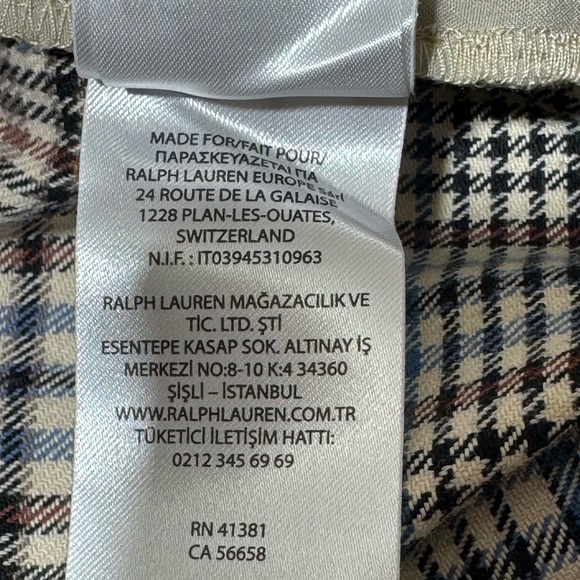 MADE FOR/FAIT POUR/
ΠΑΡΑΣΚΕΥΑΖΕΤΑΙ ΓΙΑ
RALPH LAUREN EUROPE Sàrl
24 ROUTE DE LA GALAISE
1228 PLAN-LES-OUATES,
SWITZERLAND
N.I.F. : IT03945310963
RALPH LAUREN MAĞAZACILIK VE
TİC. LTD. ŞTİ
ESENTEPE KASAP SOK. ALTINAY İŞ
MERKEZİ NO:8-10 K:4 34360
ŞİŞLİ – İSTANBUL
WWW.RALPHLAUREN.COM.TR
TÜKETİCİ İLETİŞİM HATTI:
0212 345 69 69
RN 41381
CA 56658